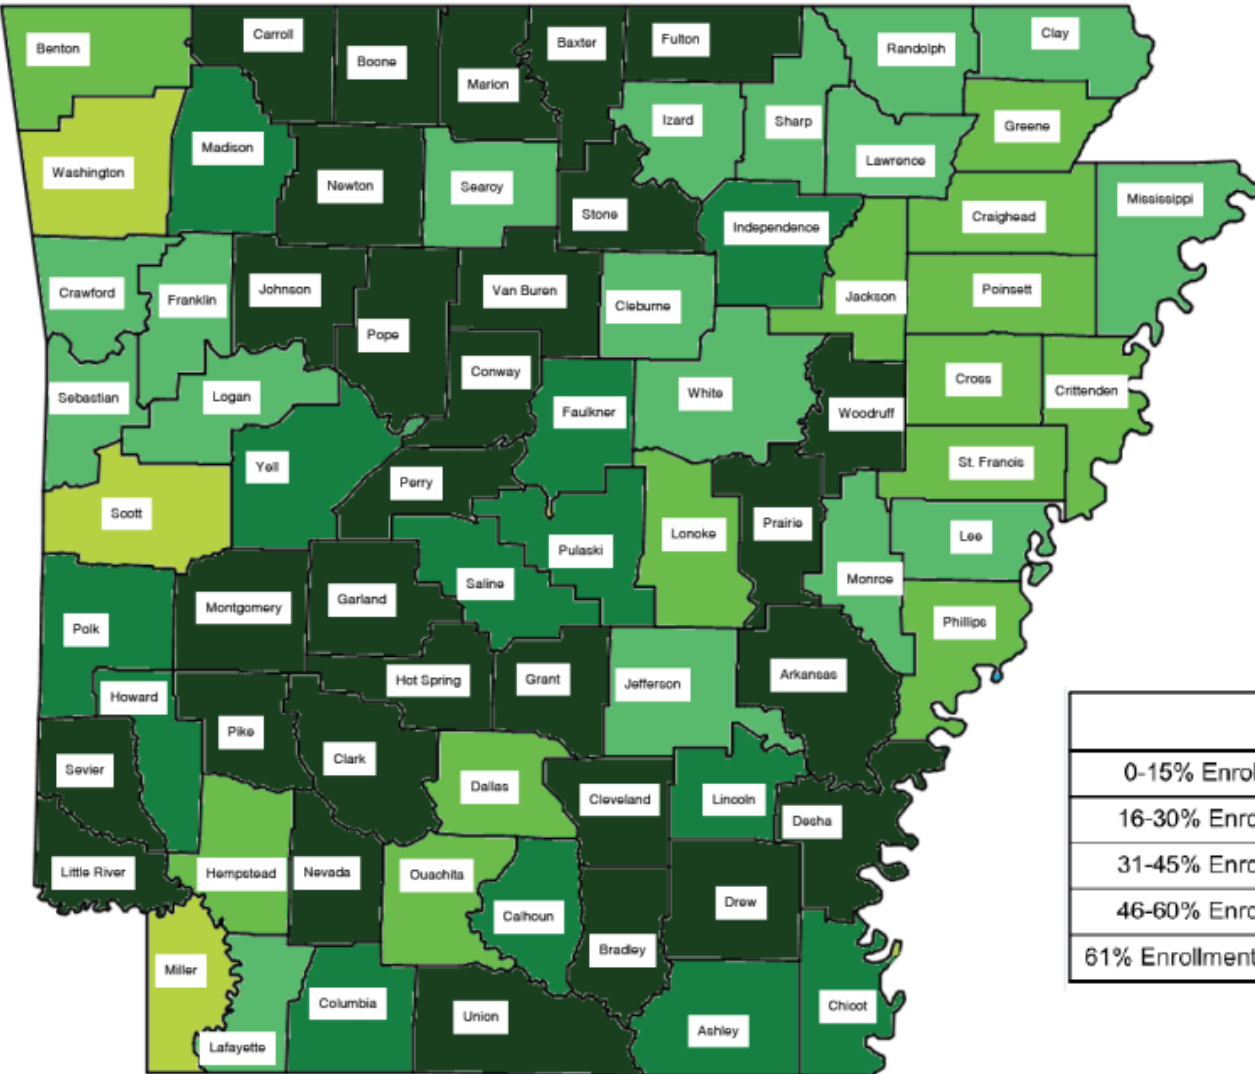 Benton
Carroll
Boone
Marion
Baxter
Fulton
Randolph
Clay
Washington
Madison
Newton
Searcy
Stone
Izard
Sharp
Lawrence
Greene
Independence
Craighead
Mississippi
Crawford
Franklin
Johnson
Pope
Van Buren
Cleburne
Jackson
Poinsett
Sebastian
Logan
Conway
Faulkner
White
Woodruff
Cross
Crittenden
Scott
Yell
Perry
Pulaski
Lonoke
Prairie
St. Francis
Lee
Monroe
Phillips
Polk
Montgomery
Garland
Saline
Howard
Pike
Hot Spring
Grant
Jefferson
Arkansas
Sevier
Clark
Dallas
Cleveland
Lincoln
Desha
Little River
Hempstead
Nevada
Ouachita
Calhoun
Bradley
Drew
Miller
Lafayette
Columbia
Union
Ashley
Chicot
0-15% Enrol
16-30% Enro
31-45% Enro
46-60% Enro
61% Enrollment